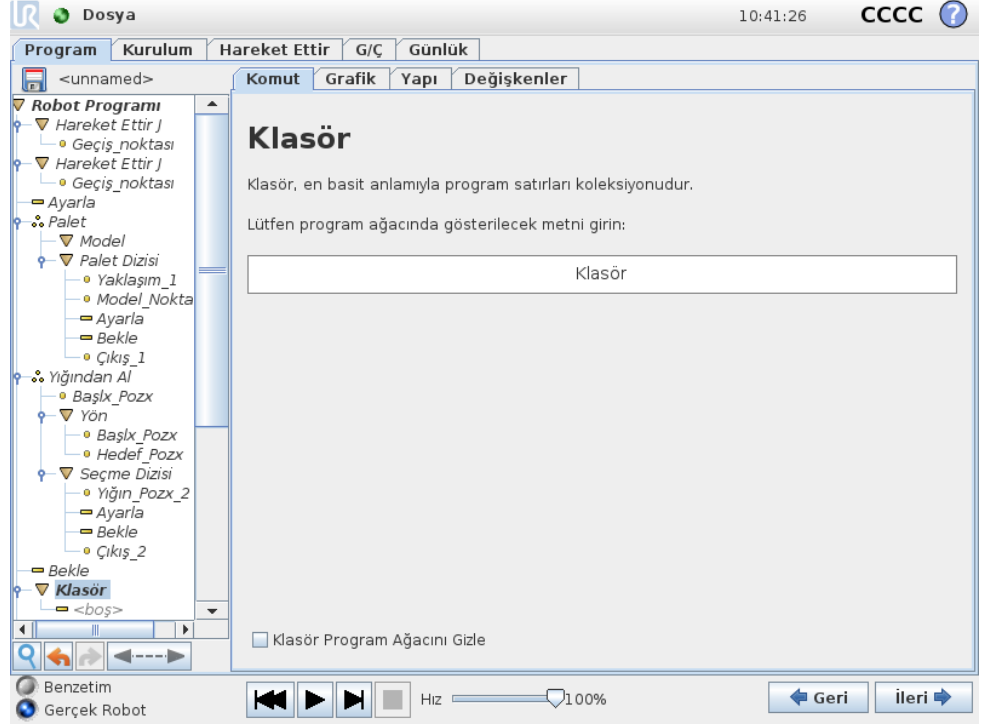 UR Dosya 10:41:26 CCCC ?
Program Kurulum Hareket Ettir G/Ç Günlük
<unnamed>
Komut Grafik Yapı Değişkenler
Robot Programı
Hareket Ettir J
Geçiş_noktası
Hareket Ettir J
Geçiş_noktası
Ayarla
Palet
Model
Palet Dizisi
Yaklaşım_1
Model_Nokta
Ayarla
Bekle
Çıkış_1
Yığından Al
Başlx_Pozx
Yön
Başlx_Pozx
Hedef_Pozx
Seçme Dizisi
Yığın_Pozx_2
Ayarla
Bekle
Çıkış_2
Bekle
Klasör
<boş>
Klasör
Klasör, en basit anlamıyla program satırları koleksiyonudur.
Lütfen program ağacında gösterilecek metni girin:
Klasör
Klasör Program Ağacını Gizle
Benzetim
Gerçek Robot
Hız 100%
Geri İleri